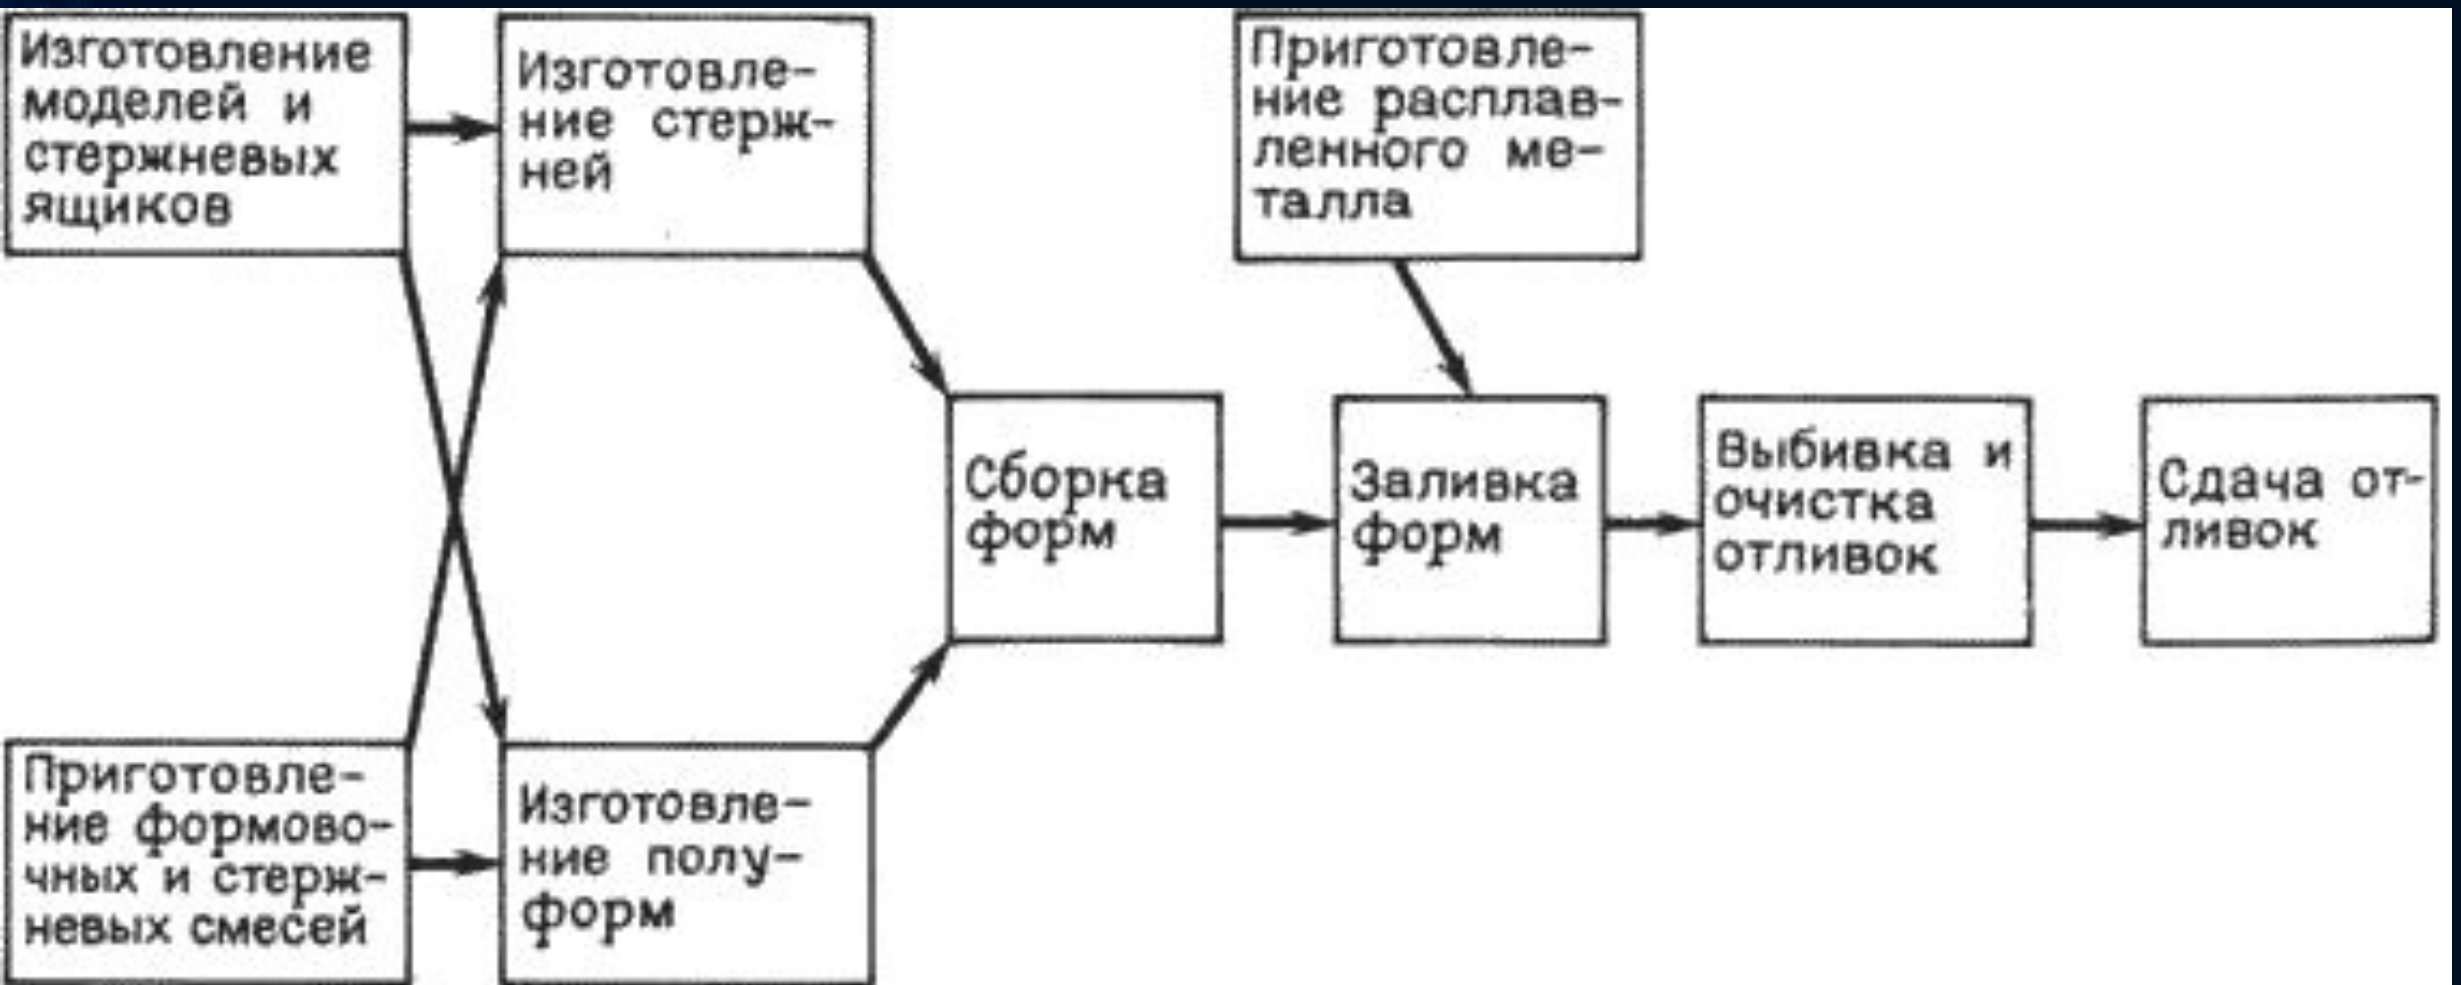 Изготовление
моделей и
стержневых
ящиков
Изготовле-
ние стерж-
ней
Приготовле-
ние расплав-
ленного ме-
талла
Сборка
форм
Заливка
форм
Выбивка и
очистка
отливок
Сдача от-
ливок
Приготовле-
ние формово-
чных и стерж-
невых смесей
Изготовле-
ние полу-
форм